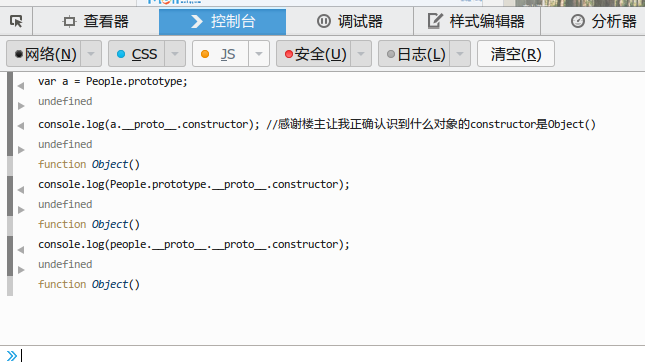 查看器 控制台 调试器 样式编辑器 分析器
网络(N) CSS JS 安全(U) 日志(L) 清空(R)
var a = People.prototype;
undefined
console.log(a.__proto__.constructor); //感谢楼主让我正确认识到什么对象的constructor是Object()
undefined
function Object()
console.log(People.prototype.__proto__.constructor);
undefined
function Object()
console.log(people.__proto__.__proto__.constructor);
undefined
function Object()